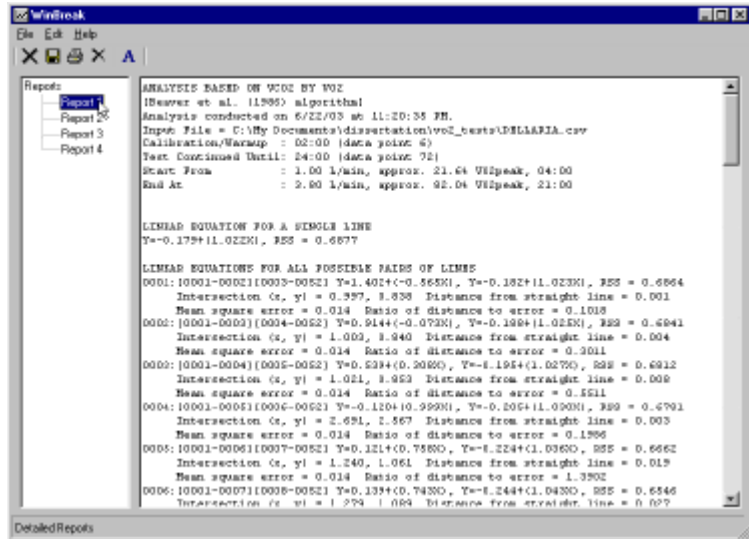 WinBreak
File Edit Help
A
Reports
Report 1
Report 2
Report 3
Report 4
ANALYSIS BASED ON VCO2 BY VO2
(Beaver et al. (1986) algorithm)
Analysis conducted on 6/22/03 at 11:20:35 PM.
Input File = C:\My Documents\dissertation\vo2_tests\DELLARIA.csv
Calibration/Warmup : 02:00 (data point 6)
Test Continued Until: 24:00 (data point 72)
Start From : 1.00 L/min, approx. 21.6% VO2peak, 04:00
End At : 3.80 L/min, approx. 82.0% VO2peak, 21:00
LINEAR EQUATION FOR A SINGLE LINE
Y=-0.179+(1.022X), RSS = 0.6877
LINEAR EQUATIONS FOR ALL POSSIBLE PAIRS OF LINES
0001:[0001-0002][0003-0052] Y=1.402+(-0.565X), Y=-0.182+(1.023X), RSS = 0.6864
Intersection (x, y) = 0.997, 0.838 Distance from straight line = 0.001
Mean square error = 0.014 Ratio of distance to error = 0.1018
0002:[0001-0003][0004-0052] Y=0.914+(-0.073X), Y=-0.188+(1.025X), RSS = 0.6841
Intersection (x, y) = 1.003, 0.840 Distance from straight line = 0.004
Mean square error = 0.014 Ratio of distance to error = 0.3011
0003:[0001-0004][0005-0052] Y=0.539+(0.308X), Y=-0.195+(1.027X), RSS = 0.6812
Intersection (x, y) = 1.021, 0.853 Distance from straight line = 0.008
Mean square error = 0.014 Ratio of distance to error = 0.5511
0004:[0001-0005][0006-0052] Y=-0.120+(0.999X), Y=-0.205+(1.030X), RSS = 0.6781
Intersection (x, y) = 2.691, 2.567 Distance from straight line = 0.003
Mean square error = 0.014 Ratio of distance to error = 0.1986
0005:[0001-0006][0007-0052] Y=0.121+(0.758X), Y=-0.224+(1.036X), RSS = 0.6662
Intersection (x, y) = 1.240, 1.061 Distance from straight line = 0.019
Mean square error = 0.014 Ratio of distance to error = 1.3902
0006:[0001-0007][0008-0052] Y=0.139+(0.743X), Y=-0.244+(1.043X), RSS = 0.6546
Intersection (x, y) = 1.279, 1.089 Distance from straight line = 0.027
Detailed Reports